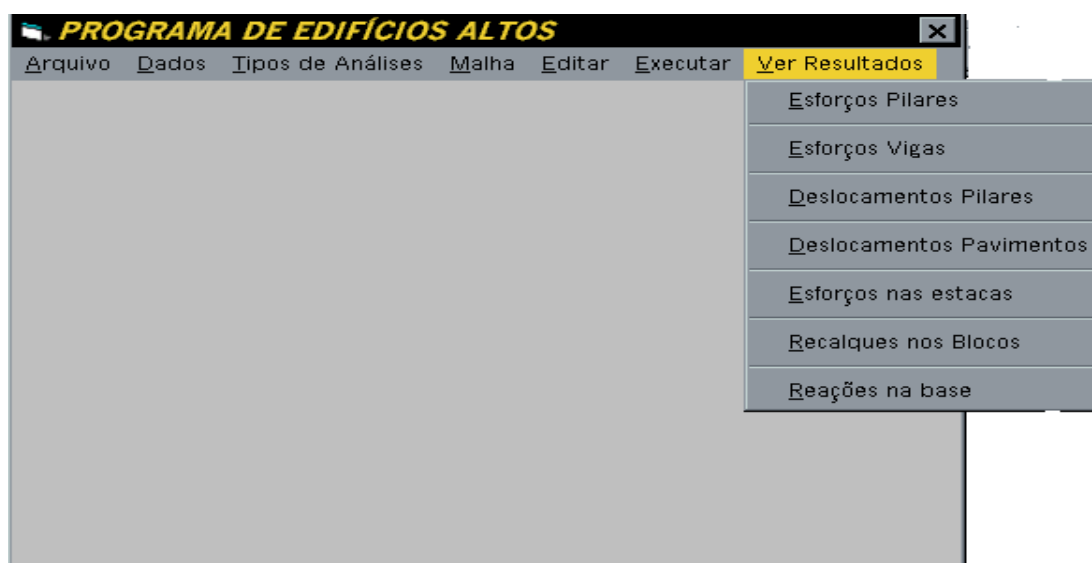 PROGRAMA DE EDIFÍCIOS ALTOS
Arquivo Dados Tipos de Análises Malha Editar Executar Ver Resultados
Esforços Pilares
Esforços Vigas
Deslocamentos Pilares
Deslocamentos Pavimentos
Esforços nas estacas
Recalques nos Blocos
Reações na base